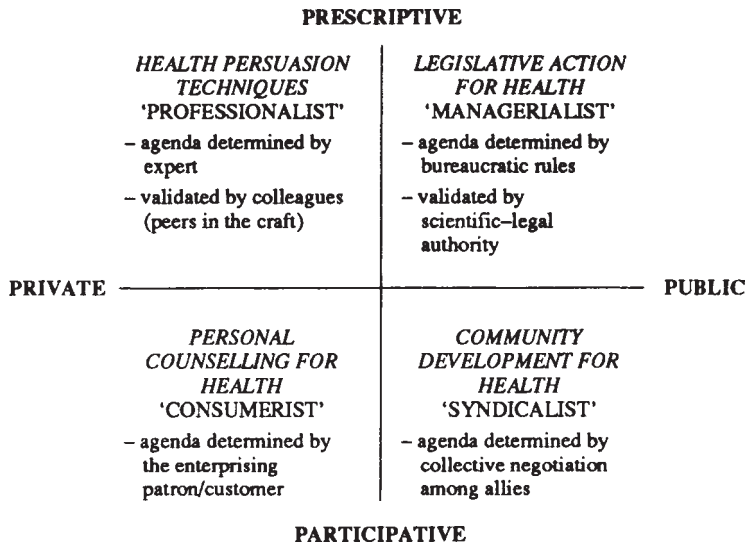 PRESCRIPTIVE
HEALTH PERSUASION
TECHNIQUES
'PROFESSIONALIST'
– agenda determined by
expert
– validated by colleagues
(peers in the craft)
LEGISLATIVE ACTION
FOR HEALTH
'MANAGERIALIST'
– agenda determined by
bureaucratic rules
– validated by
scientific–legal
authority
PRIVATE
PUBLIC
PERSONAL
COUNSELLING FOR
HEALTH
'CONSUMERIST'
– agenda determined by
the enterprising
patron/customer
COMMUNITY
DEVELOPMENT FOR
HEALTH
'SYNDICALIST'
– agenda determined by
collective negotiation
among allies
PARTICIPATIVE